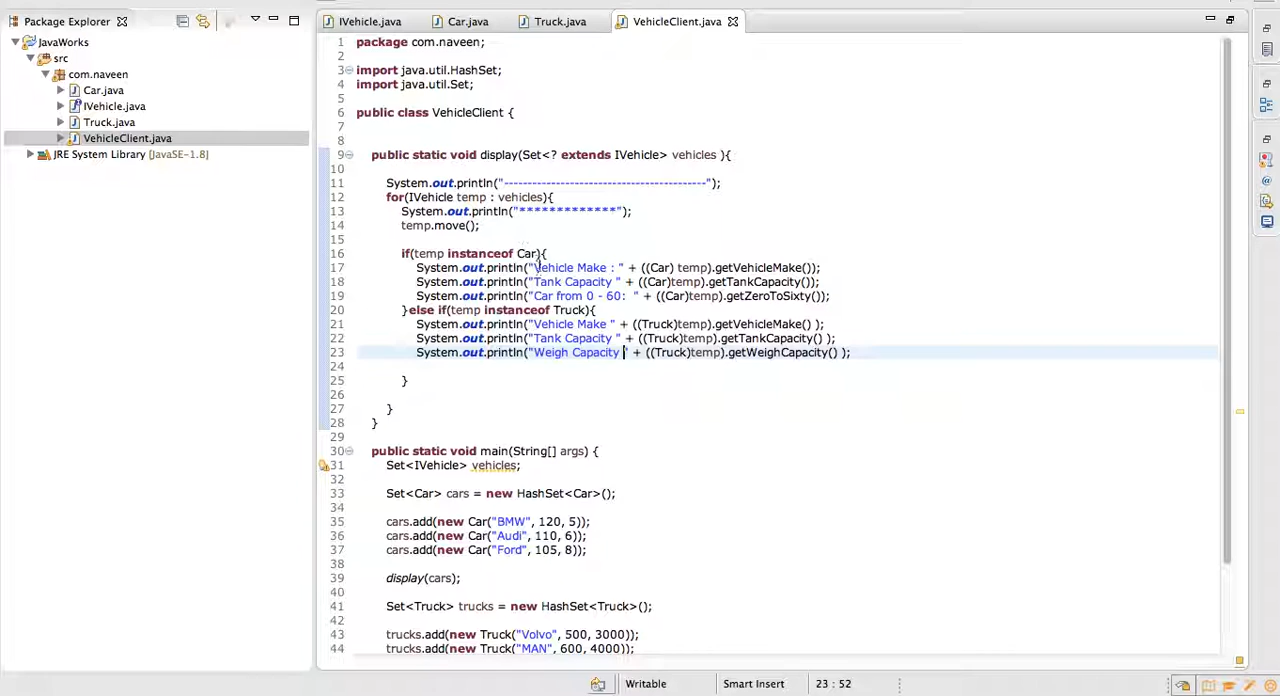 Package Explorer
JavaWorks
src
com.naveen
Car.java
IVehicle.java
Truck.java
VehicleClient.java
JRE System Library [JavaSE-1.8]
IVehicle.java Car.java Truck.java VehicleClient.java
1 package com.naveen;
2
3 import java.util.HashSet;
4 import java.util.Set;
5
6 public class VehicleClient {
7
8
9 public static void display(Set<? extends IVehicle> vehicles ){
10
11 System.out.println("--------------------------------------------");
12 for(IVehicle temp : vehicles){
13 System.out.println("*************");
14 temp.move();
15
16 if(temp instanceof Car){
17 System.out.println("Vehicle Make : " + ((Car) temp).getVehicleMake());
18 System.out.println("Tank Capacity " + ((Car)temp).getTankCapacity());
19 System.out.println("Car from 0 - 60: " + ((Car)temp).getZeroToSixty());
20 }else if(temp instanceof Truck){
21 System.out.println("Vehicle Make " + ((Truck)temp).getVehicleMake() );
22 System.out.println("Tank Capacity " + ((Truck)temp).getTankCapacity() );
23 System.out.println("Weigh Capacity " + ((Truck)temp).getWeighCapacity() );
24
25 }
26
27 }
28 }
29
30 public static void main(String[] args) {
31 Set<IVehicle> vehicles;
32
33 Set<Car> cars = new HashSet<Car>();
34
35 cars.add(new Car("BMW", 120, 5));
36 cars.add(new Car("Audi", 110, 6));
37 cars.add(new Car("Ford", 105, 8));
38
39 display(cars);
40
41 Set<Truck> trucks = new HashSet<Truck>();
42
43 trucks.add(new Truck("Volvo", 500, 3000));
44 trucks.add(new Truck("MAN", 600, 4000));
Writable Smart Insert 23 : 52